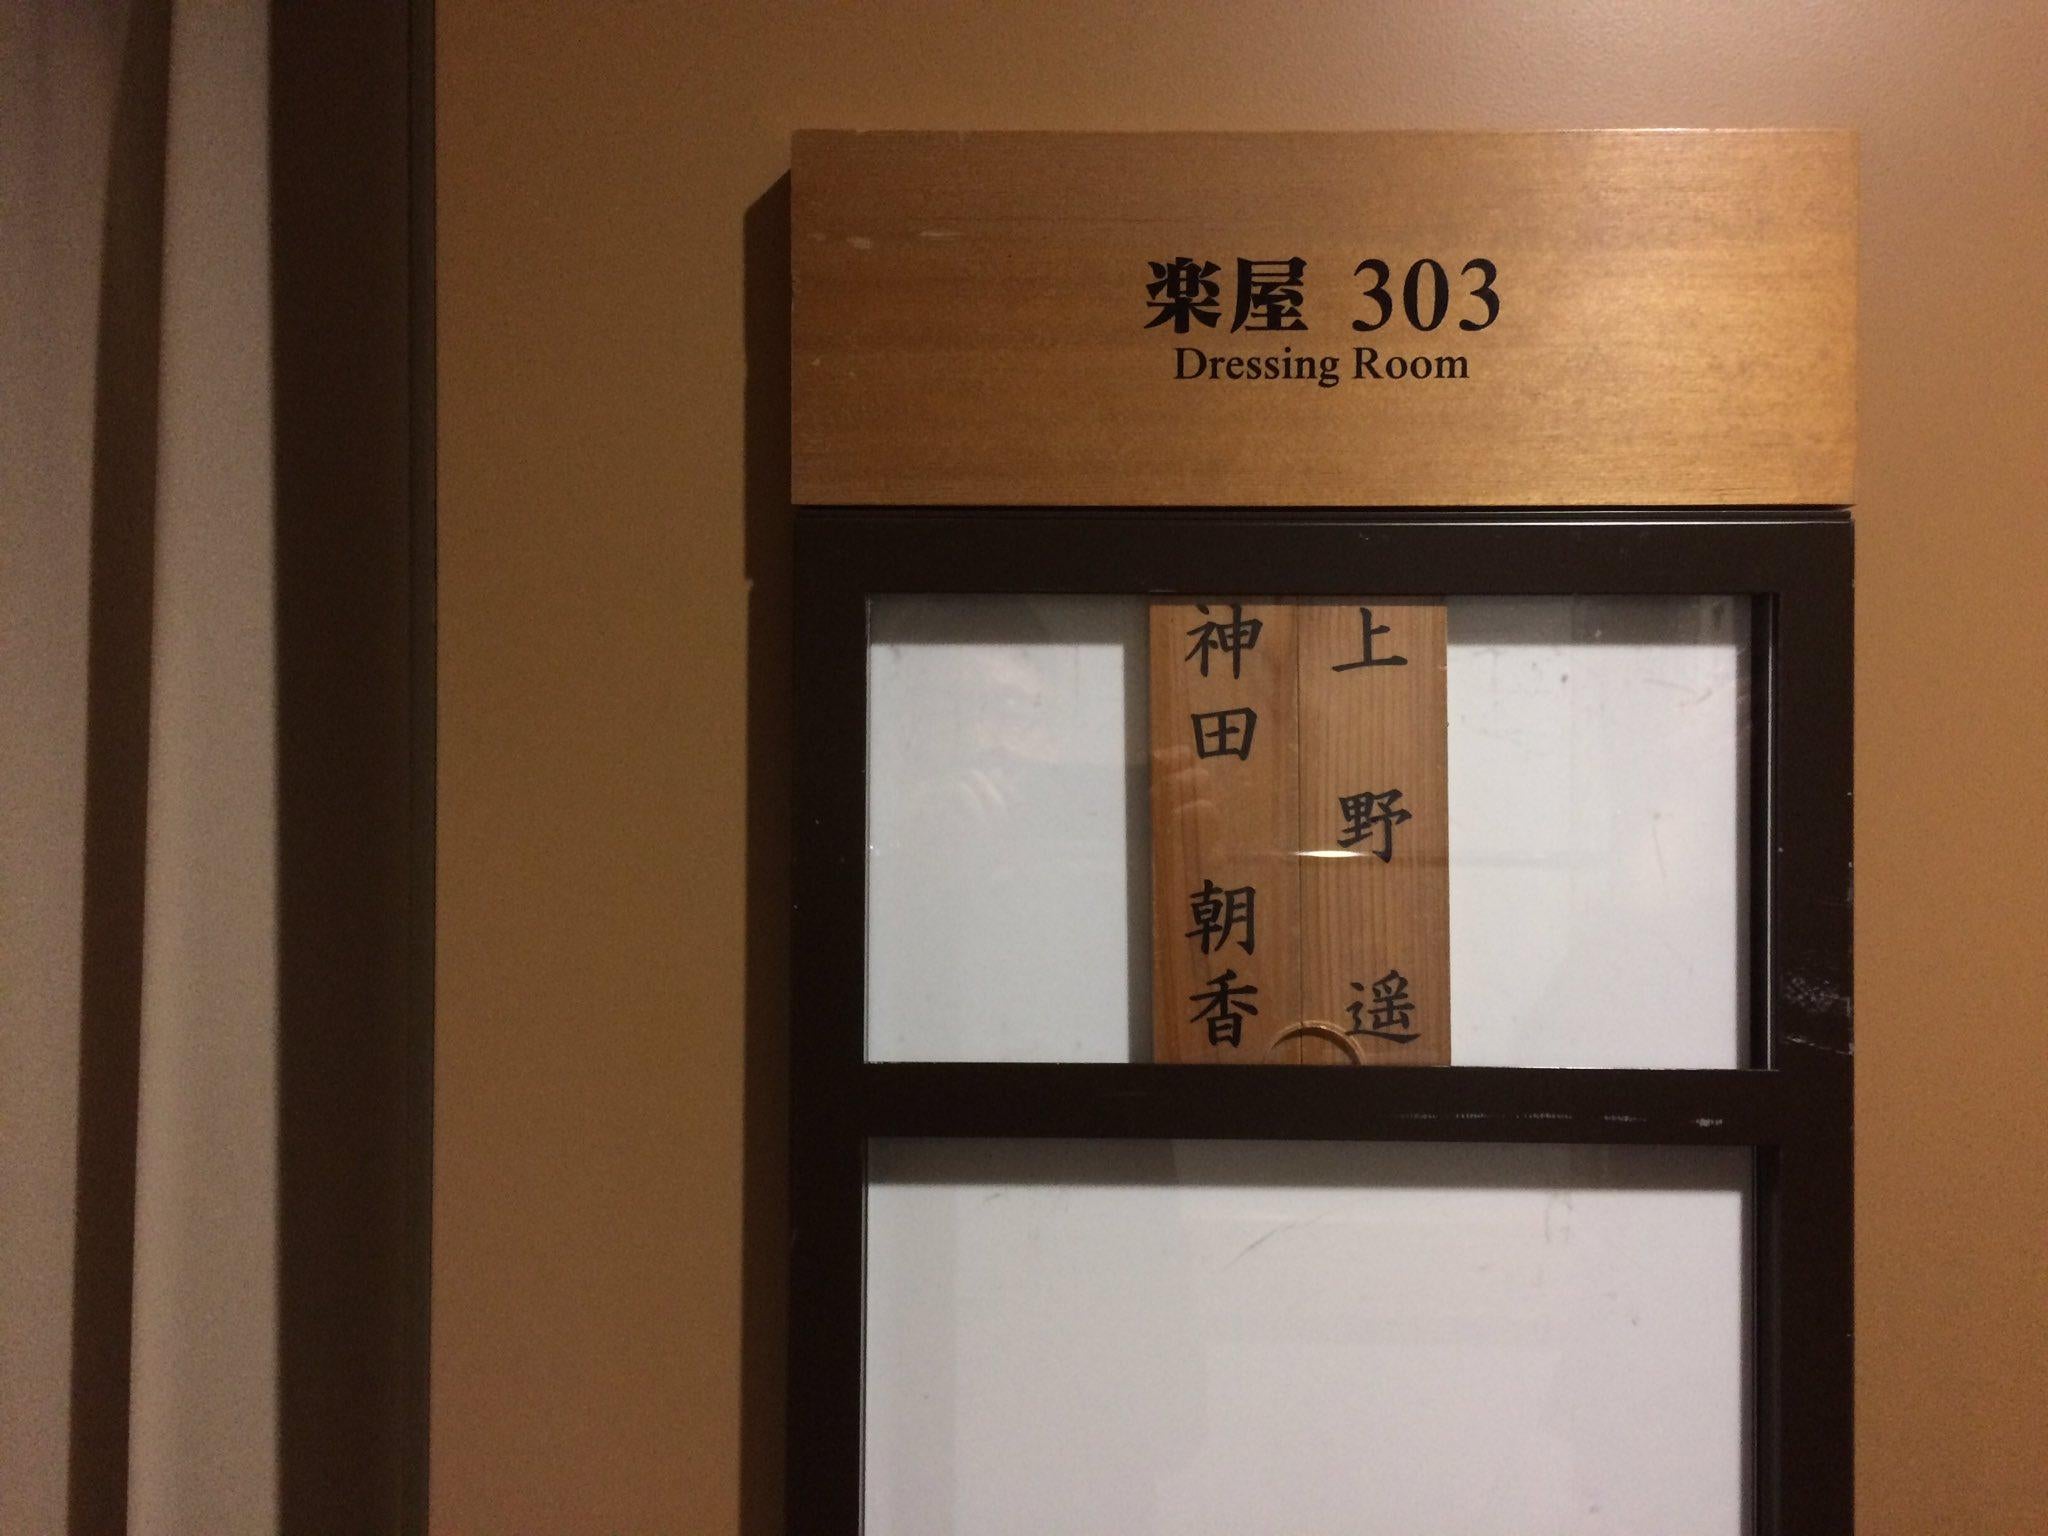 楽屋 303
Dressing Room
上野 遥
神田 朝香